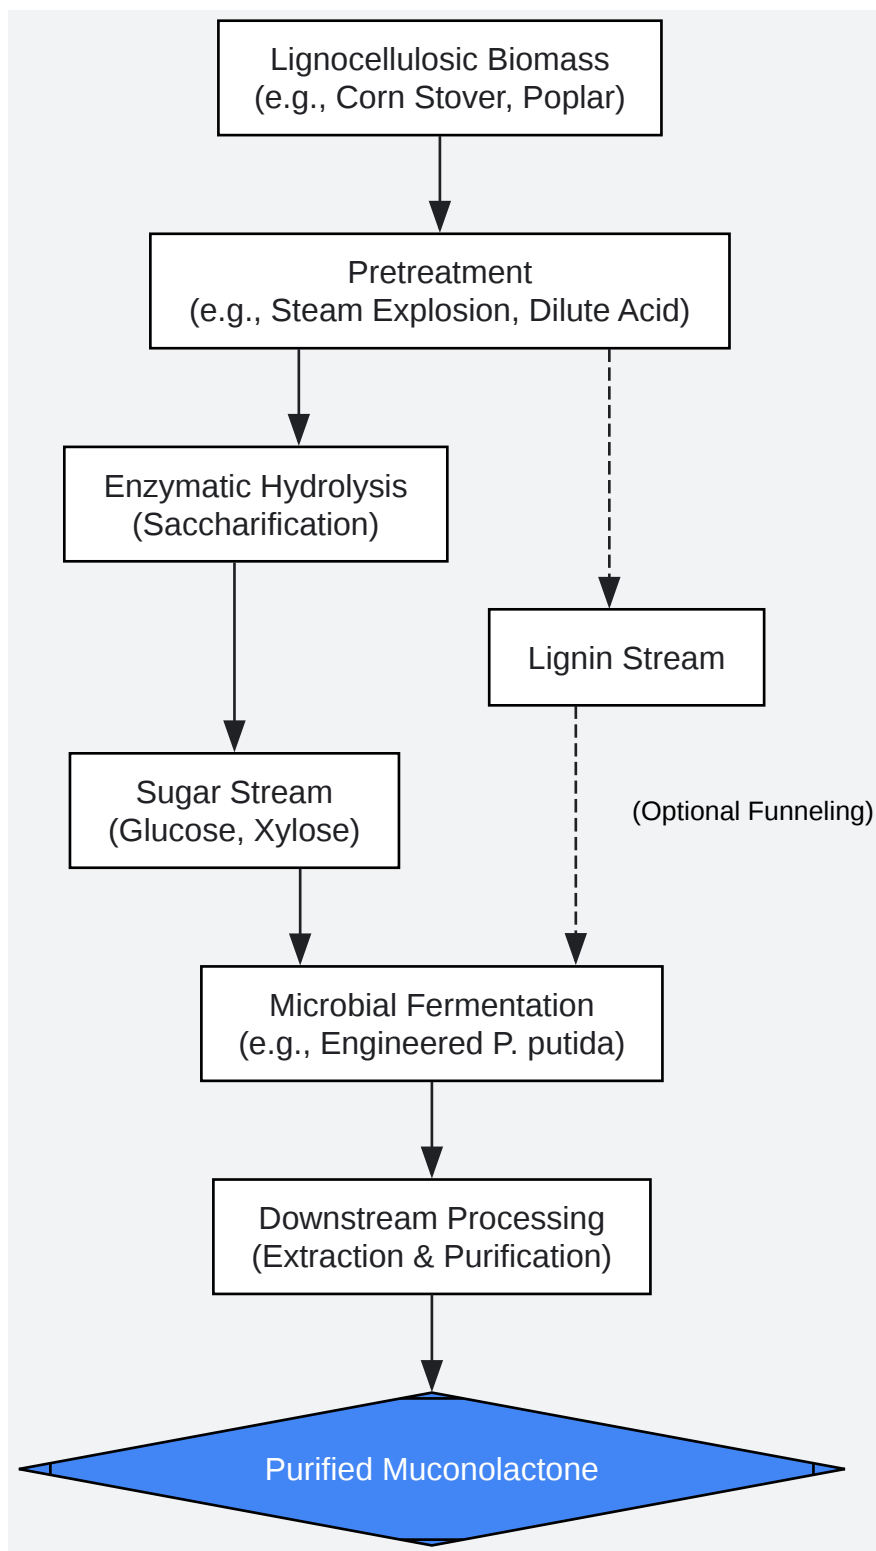 Lignocellulosic Biomass
(e.g., Corn Stover, Poplar)
Pretreatment
(e.g., Steam Explosion, Dilute Acid)
Enzymatic Hydrolysis
(Saccharification)
Lignin Stream
Sugar Stream
(Glucose, Xylose)
(Optional Funneling)
Microbial Fermentation
(e.g., Engineered P. putida)
Downstream Processing
(Extraction & Purification)
Purified Muconolactone